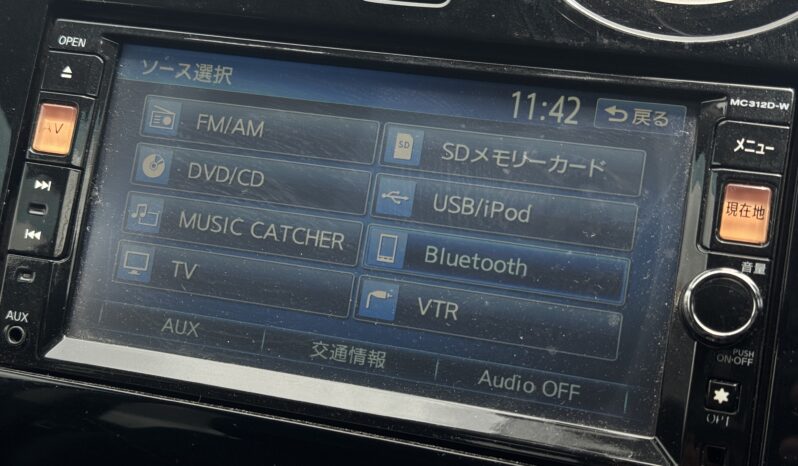 OPEN
ソース選択
11:42
戻る
MC312D-W
AV
FM/AM
SD
SDメモリーカード
メニュー
DVD/CD
USB/iPod
現在地
MUSIC CATCHER
Bluetooth
音量
TV
VTR
AUX
AUX
交通情報
Audio OFF
PUSH
ON·OFF
OPT